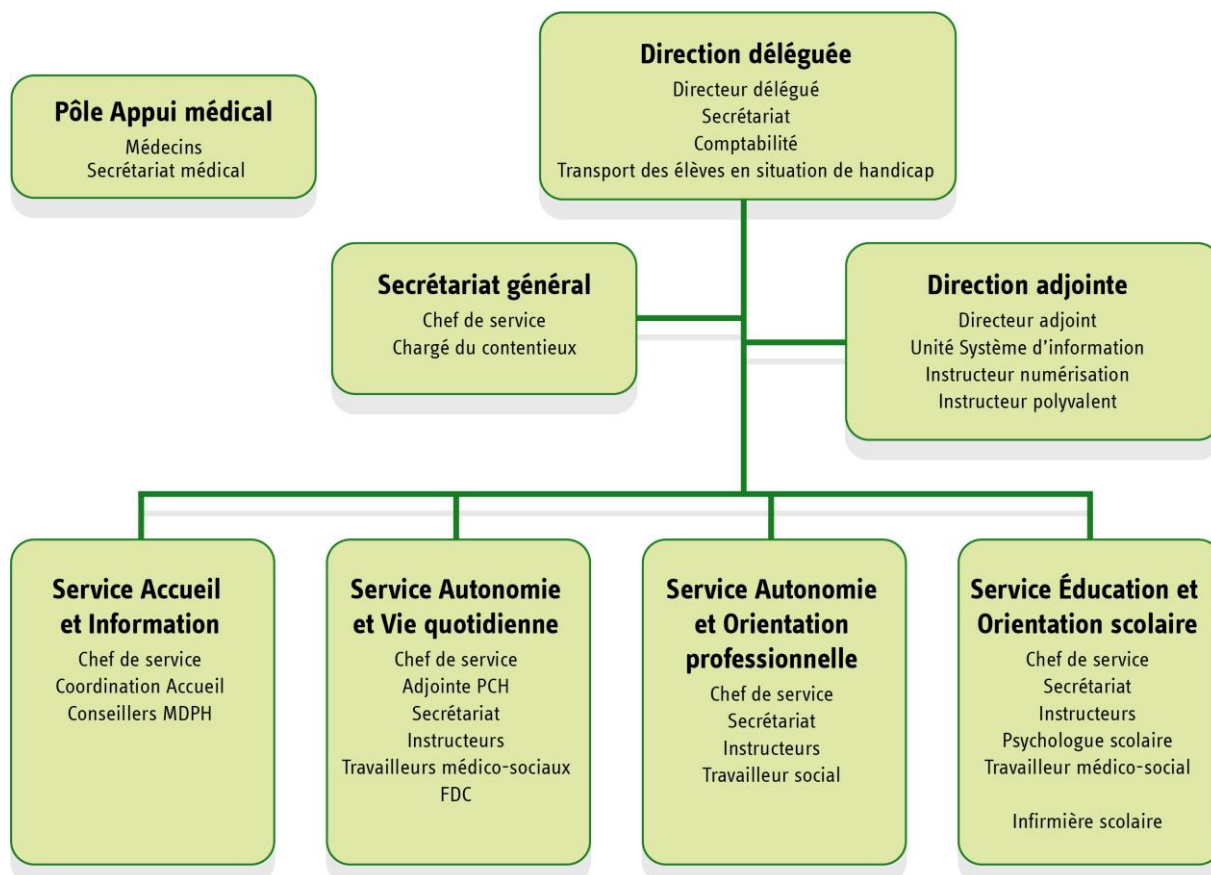 Direction déléguée
Directeur délégué
Secrétariat
Comptabilité
Transport des élèves en situation de handicap
Pôle Appui médical
Médecins
Secrétariat médical
Secrétariat général
Chef de service
Chargé du contentieux
Direction adjointe
Directeur adjoint
Unité Système d'information
Instructeur numérisation
Instructeur polyvalent
Service Accueil
et Information
Chef de service
Coordination Accueil
Conseillers MDPH
Service Autonomie
et Vie quotidienne
Chef de service
Adjointe PCH
Secrétariat
Instructeurs
Travailleurs médico-sociaux
FDC
Service Autonomie
et Orientation
professionnelle
Chef de service
Secrétariat
Instructeurs
Travailleur social
Service Éducation et
Orientation scolaire
Chef de service
Secrétariat
Instructeurs
Psychologue scolaire
Travailleur médico-social
Infirmière scolaire